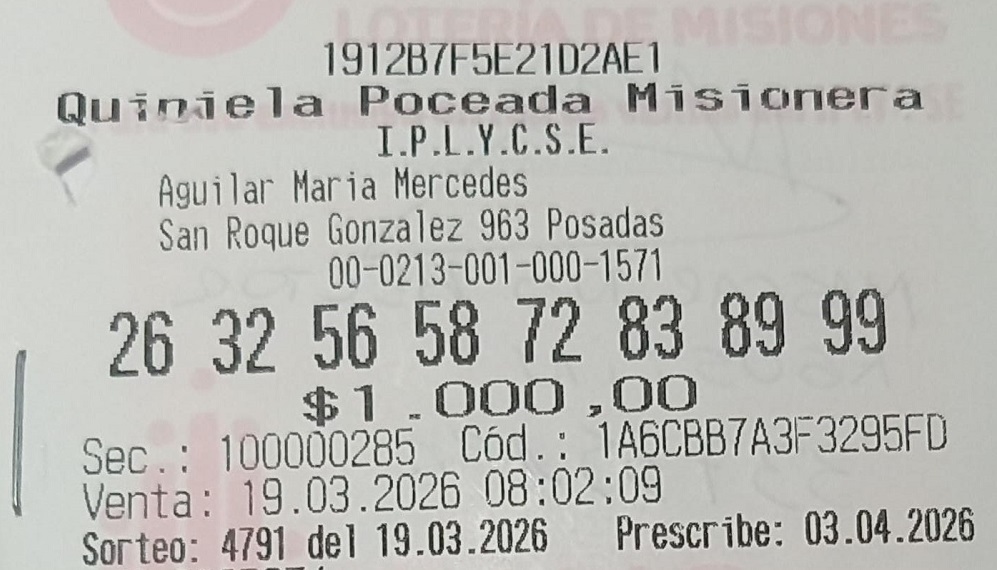 LOTERÍA DE MISIONES
1912B7F5E21D2AE1
Quiniela Poceada Misionera
I.P.L.Y.C.S.E.
Aguilar Maria Mercedes
San Roque Gonzalez 963 Posadas
00-0213-001-000-1571
26 32 56 58 72 83 89 99
$1.000,00
Sec.: 100000285 Cód.: 1A6CBB7A3F3295FD
Venta: 19.03.2026 08:02:09
Sorteo: 4791 del 19.03.2026 Prescribe: 03.04.2026